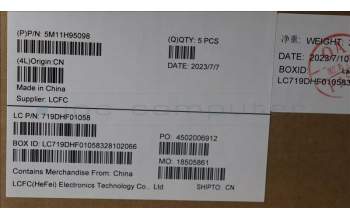 (P)P/N: 5M11H95098
(Q)QTY: 5 PCS
(4L)Origin:CN
DATE: 2023/7/7
Made in China
Supplier: LCFC
LC P/N: 719DHF01058
PO: 4502006912
BOX ID: LC719DHF01058328102066
MO: 18505861
Contains Merchandise From: China
LCFC(HeFei) Electronics Technology Co., Ltd
SHIPTO: CN
净重: WEIGHT:
DATE: 2023/7/10
BOXID
LC719DHF01058